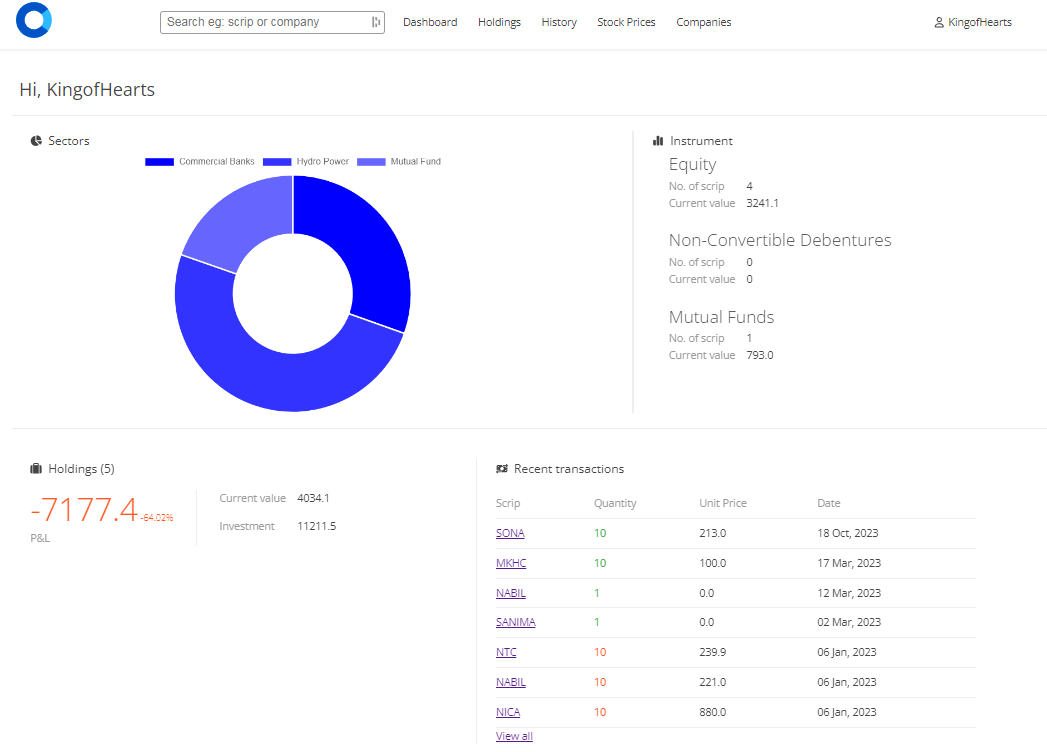 Search eg: scrip or company Dashboard Holdings History Stock Prices Companies KingofHearts
Hi, KingofHearts
Sectors
Commercial Banks Hydro Power Mutual Fund
Instrument
Equity
No. of scrip 4
Current value 3241.1
Non-Convertible Debentures
No. of scrip 0
Current value 0
Mutual Funds
No. of scrip 1
Current value 793.0
Holdings (5)
-7177.4 -64.02%
P&L
Current value 4034.1
Investment 11211.5
Recent transactions
Scrip Quantity Unit Price Date
SONA 10 213.0 18 Oct, 2023
MKHC 10 100.0 17 Mar, 2023
NABIL 1 0.0 12 Mar, 2023
SANIMA 1 0.0 02 Mar, 2023
NTC 10 239.9 06 Jan, 2023
NABIL 10 221.0 06 Jan, 2023
NICA 10 880.0 06 Jan, 2023
View all